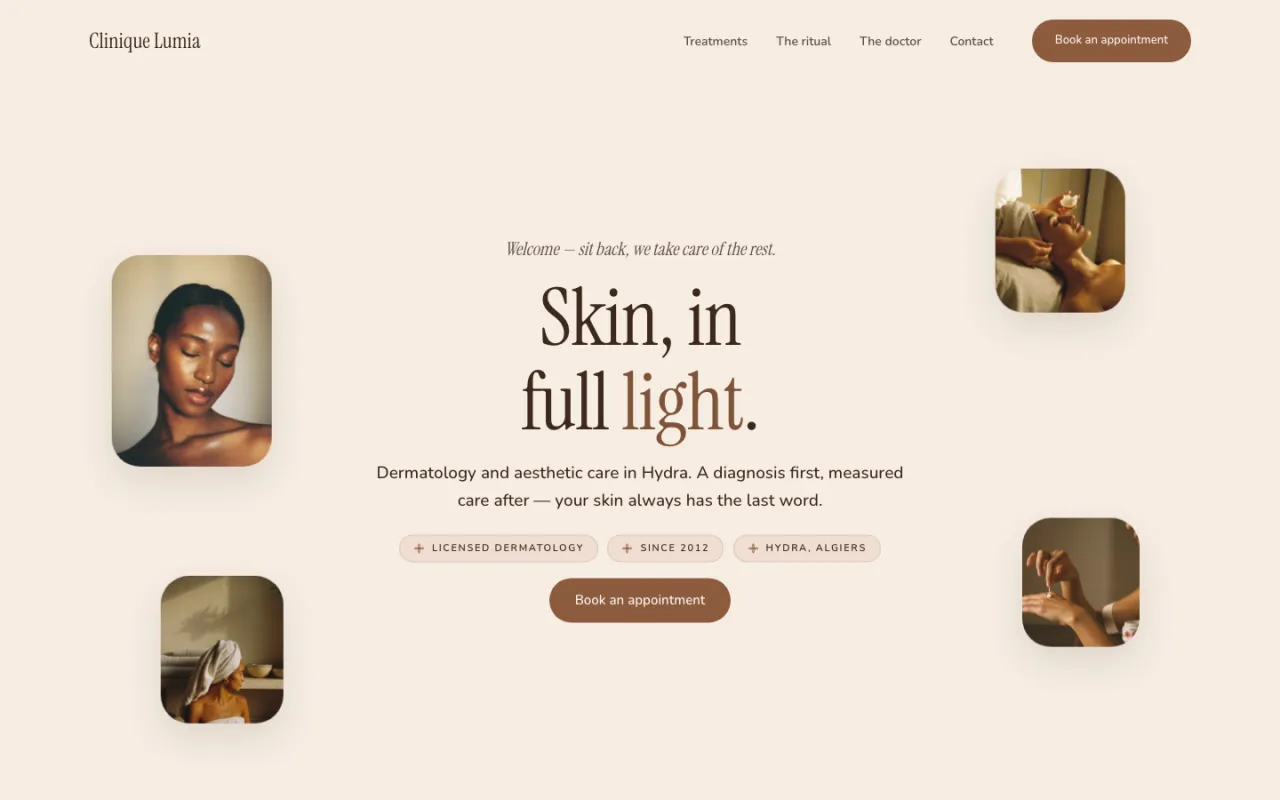 Clinique Lumia
Treatments
The ritual
The doctor
Contact
Book an appointment
Welcome — sit back, we take care of the rest.
Skin, in
full light.
Dermatology and aesthetic care in Hydra. A diagnosis first, measured
care after — your skin always has the last word.
LICENSED DERMATOLOGY
SINCE 2012
HYDRA, ALGIERS
Book an appointment